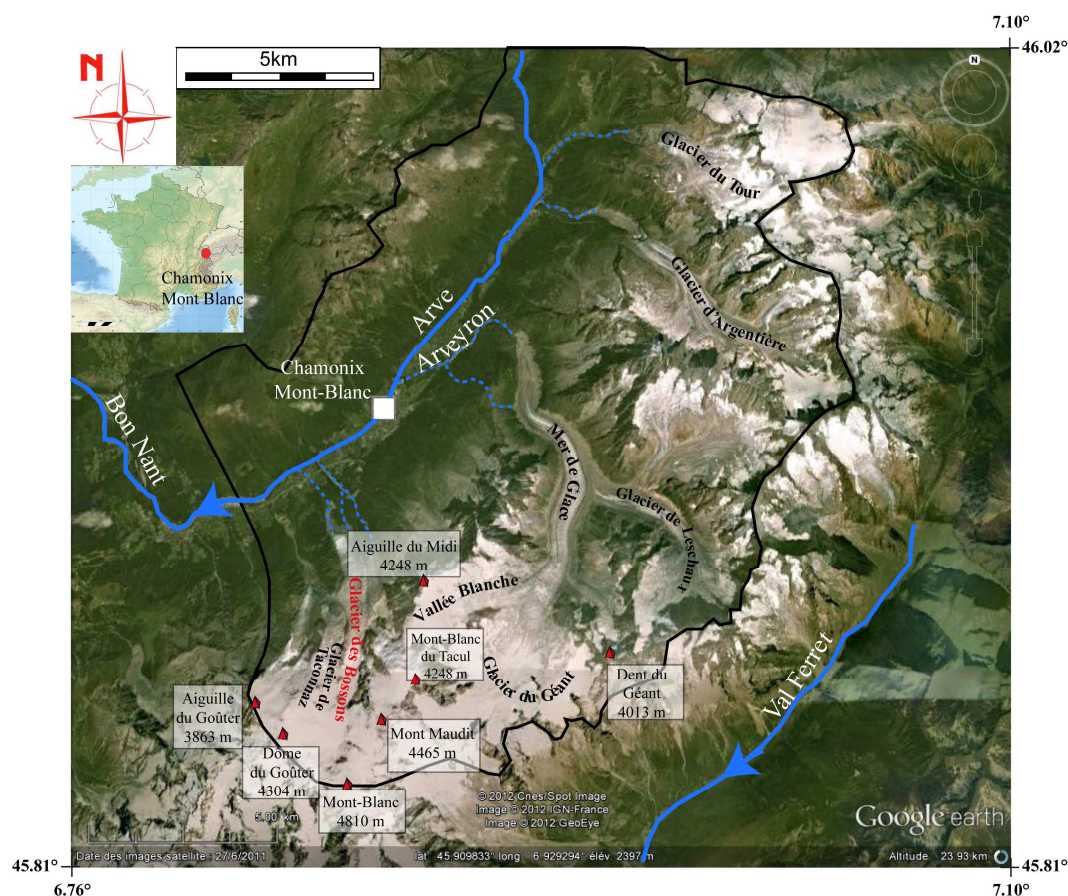 7.10°
46.02°
N
5km
N
Glacier du Tour
Chamonix
Mont Blanc
Glacier d'Argentière
Arve
Arveyron
Chamonix
Mont-Blanc
Bon Nant
Mer de Glace
Glacier de Leschaux
Aiguille du Midi
4248 m
Vallée Blanche
Glacier des Bossons
Glacier de
Taconnaz
Mont-Blanc
du Tacul
4248 m
Glacier du Géant
Dent du
Géant
4013 m
Val Ferret
Aiguille
du Goûter
3863 m
Mont Maudit
4465 m
Dôme
du Goûter
4304 m
Mont-Blanc
4810 m
5.00 km
© 2012 Cnes/Spot Image
Image © 2012 IGN-France
Image © 2012 GeoEye
Google earth
Date des images satellite : 27/6/2011
lat 45.909833° long 6.929294° élév 2397 m
Altitude 23.93 km
45.81°
45.81°
6.76°
7.10°